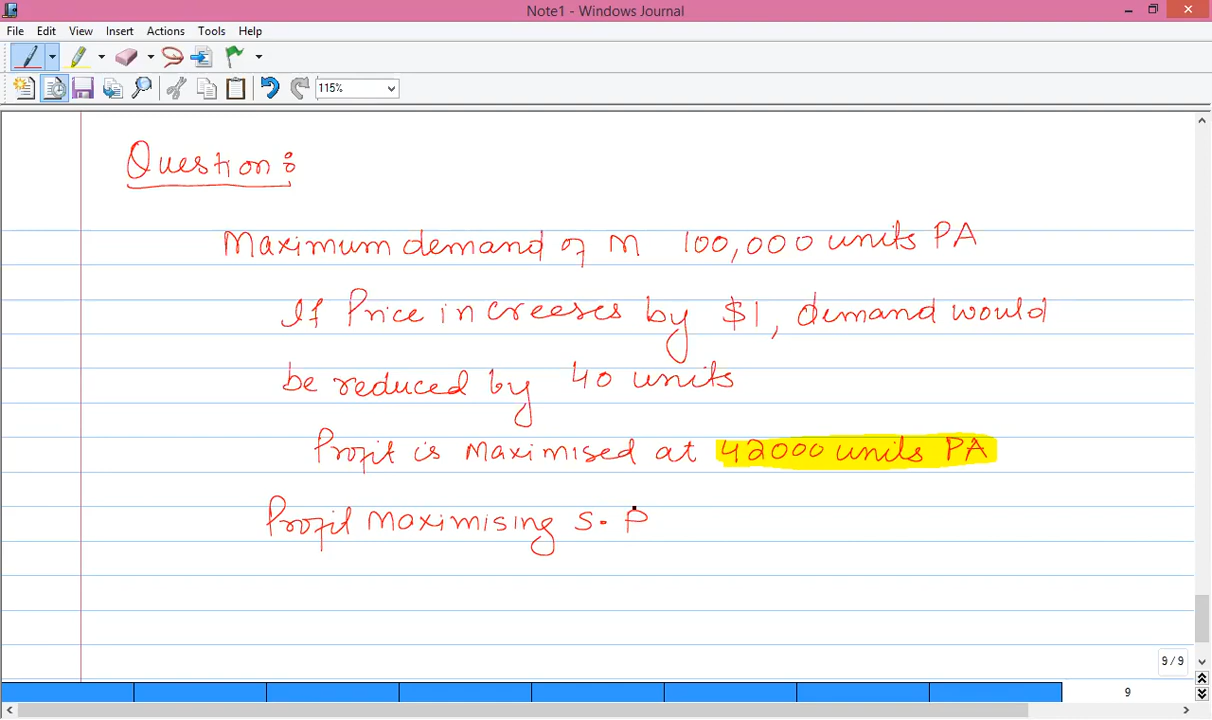 Note1 - Windows Journal
File Edit View Insert Actions Tools Help
115%
Question:
Maximum demand of M 100,000 units PA
If Price increeses by $1, demand would
be reduced by 40 units
Profit is Maximised at 42000 units PA
Profit Maximising S.P
9 / 9
9